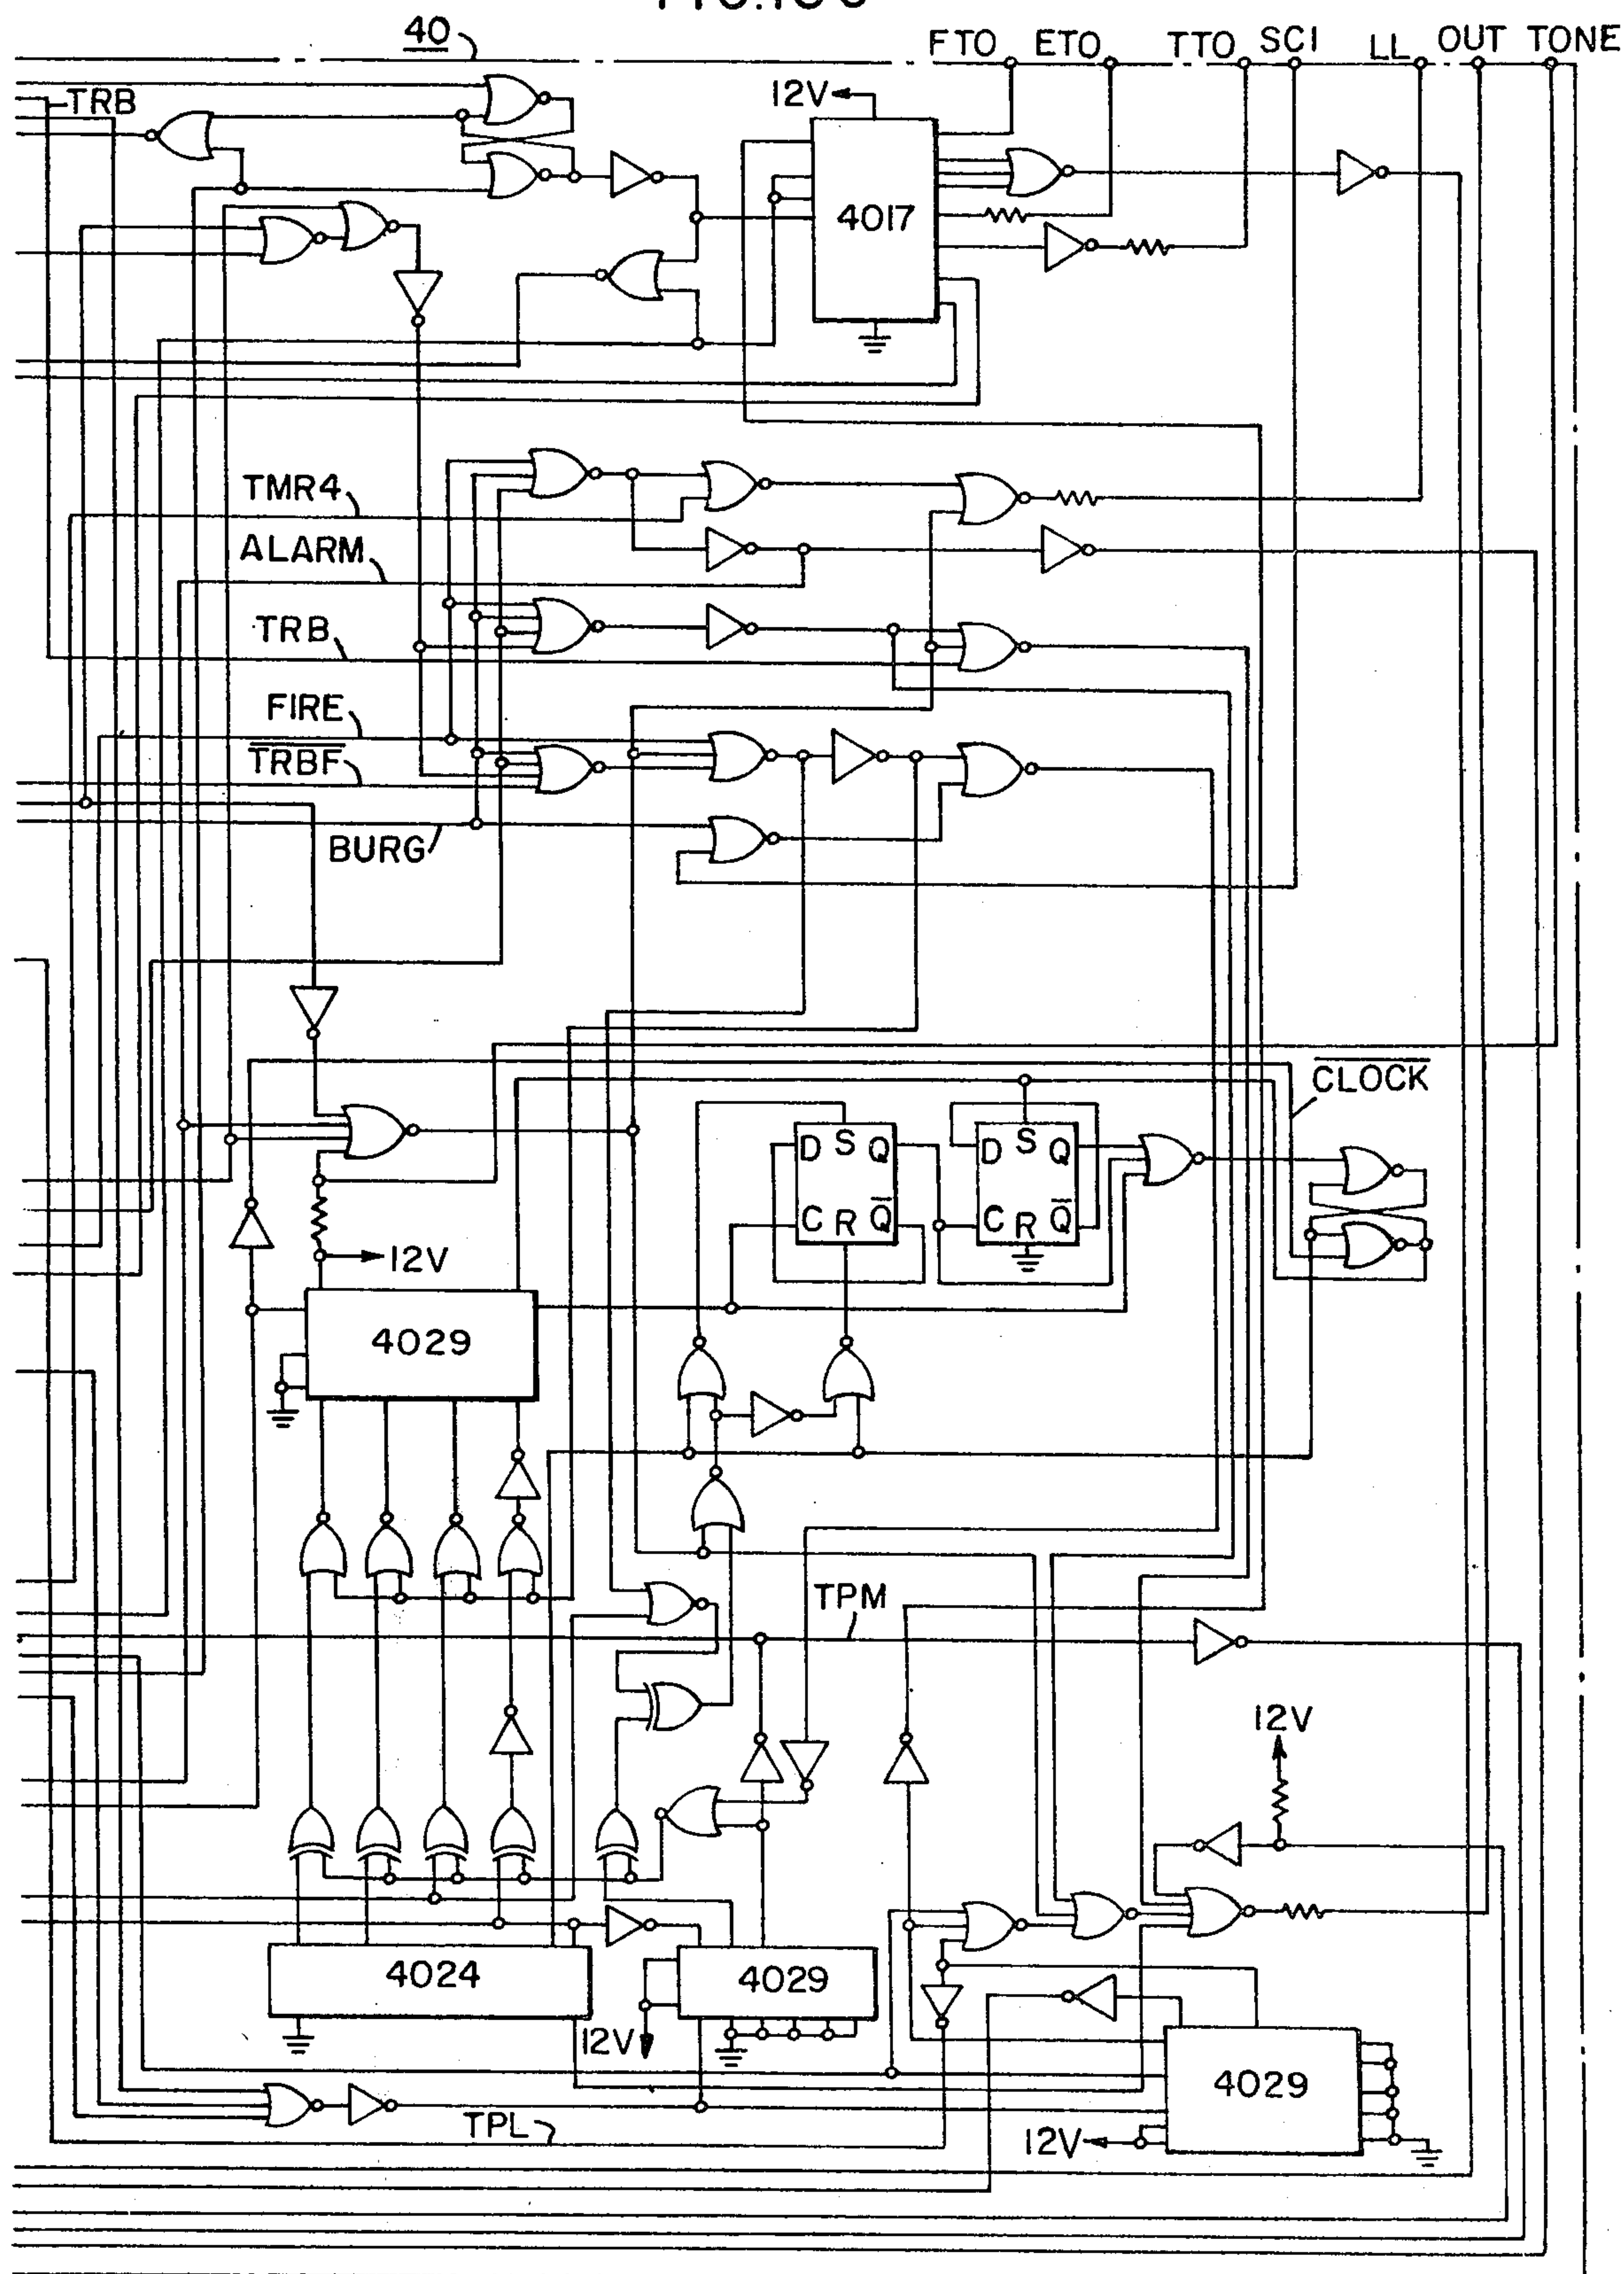 40
FTO ETO TTO SCI LL OUT TONE
TRB
12V
4017
TMR4
ALARM
TRB
FIRE
TRBF
BURG
CLOCK
D S Q
C R Q
D S Q
C R Q
12V
4029
TPM
12V
4024
4029
12V
4029
TPL
12V